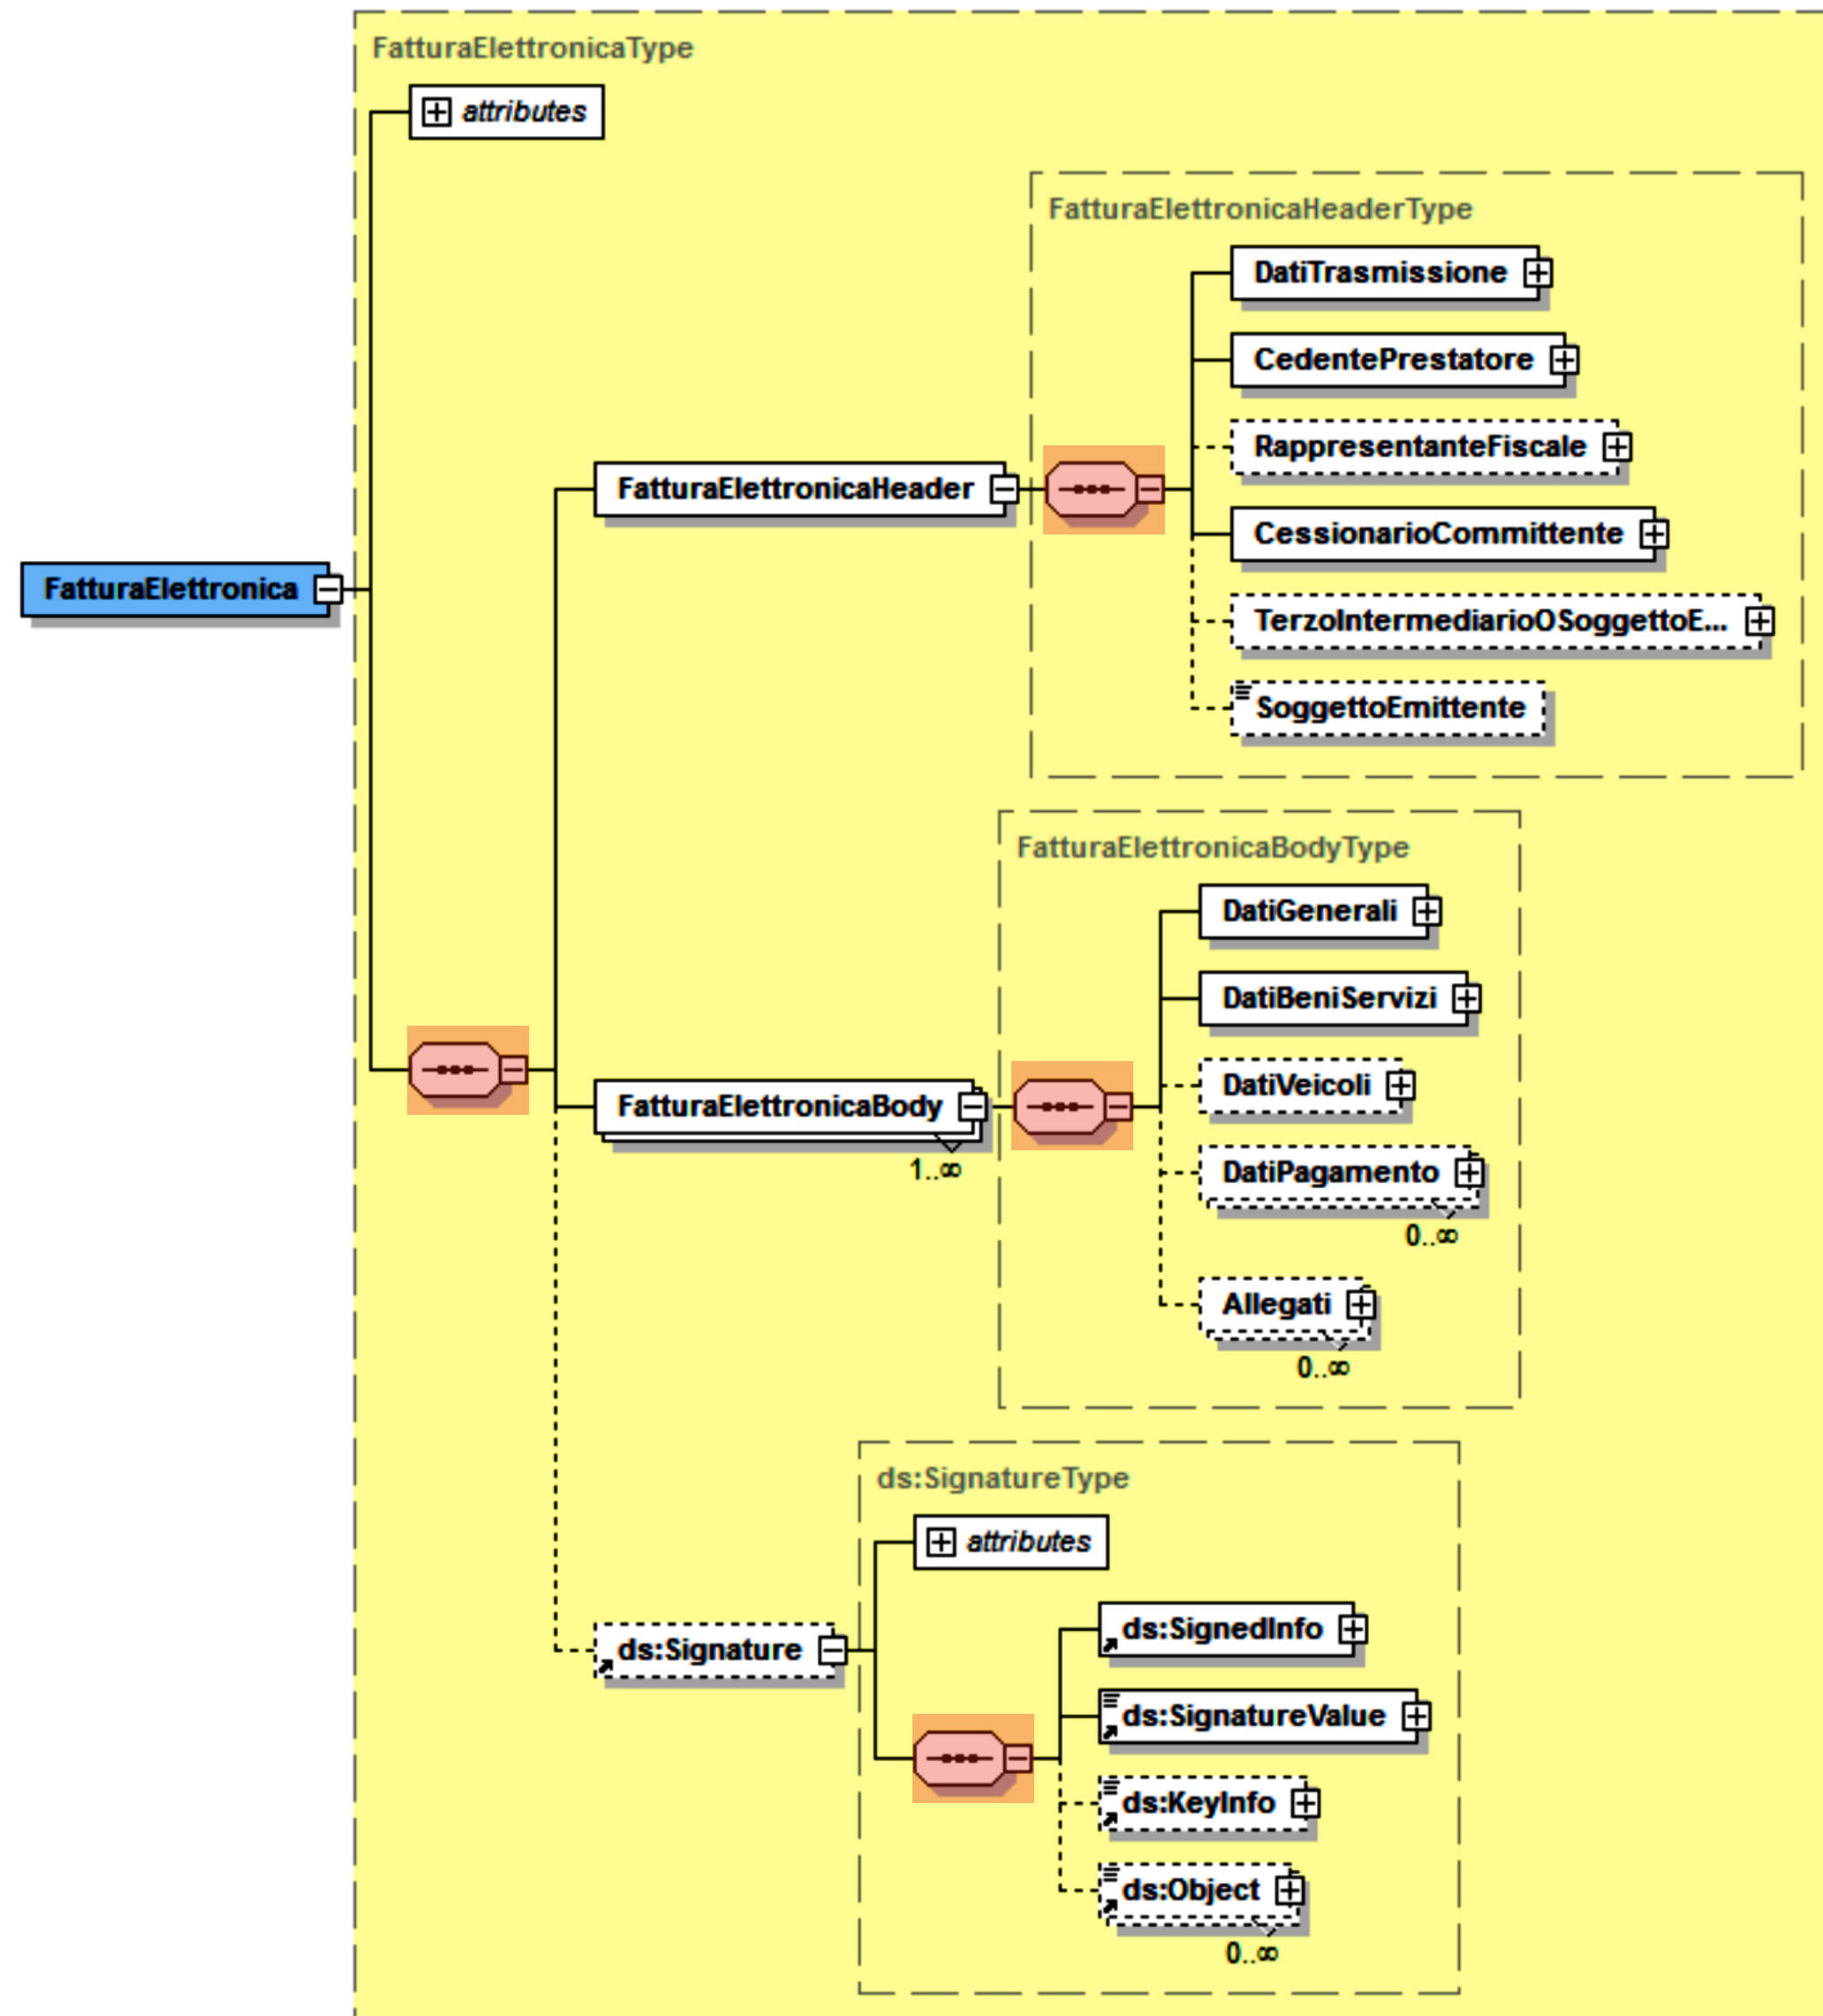 FatturaElettronicaType
attributes
FatturaElettronicaHeaderType
DatiTrasmissione
CedentePrestatore
RappresentanteFiscale
FatturaElettronicaHeader
CessionarioCommittente
FatturaElettronica
TerzoIntermediarioOSoggettoE...
SoggettoEmittente
FatturaElettronicaBodyType
DatiGenerali
DatiBeniServizi
DatiVeicoli
FatturaElettronicaBody
1..∞
DatiPagamento
0..∞
Allegati
0..∞
ds:SignatureType
attributes
ds:SignedInfo
ds:Signature
ds:SignatureValue
ds:KeyInfo
ds:Object
0..∞